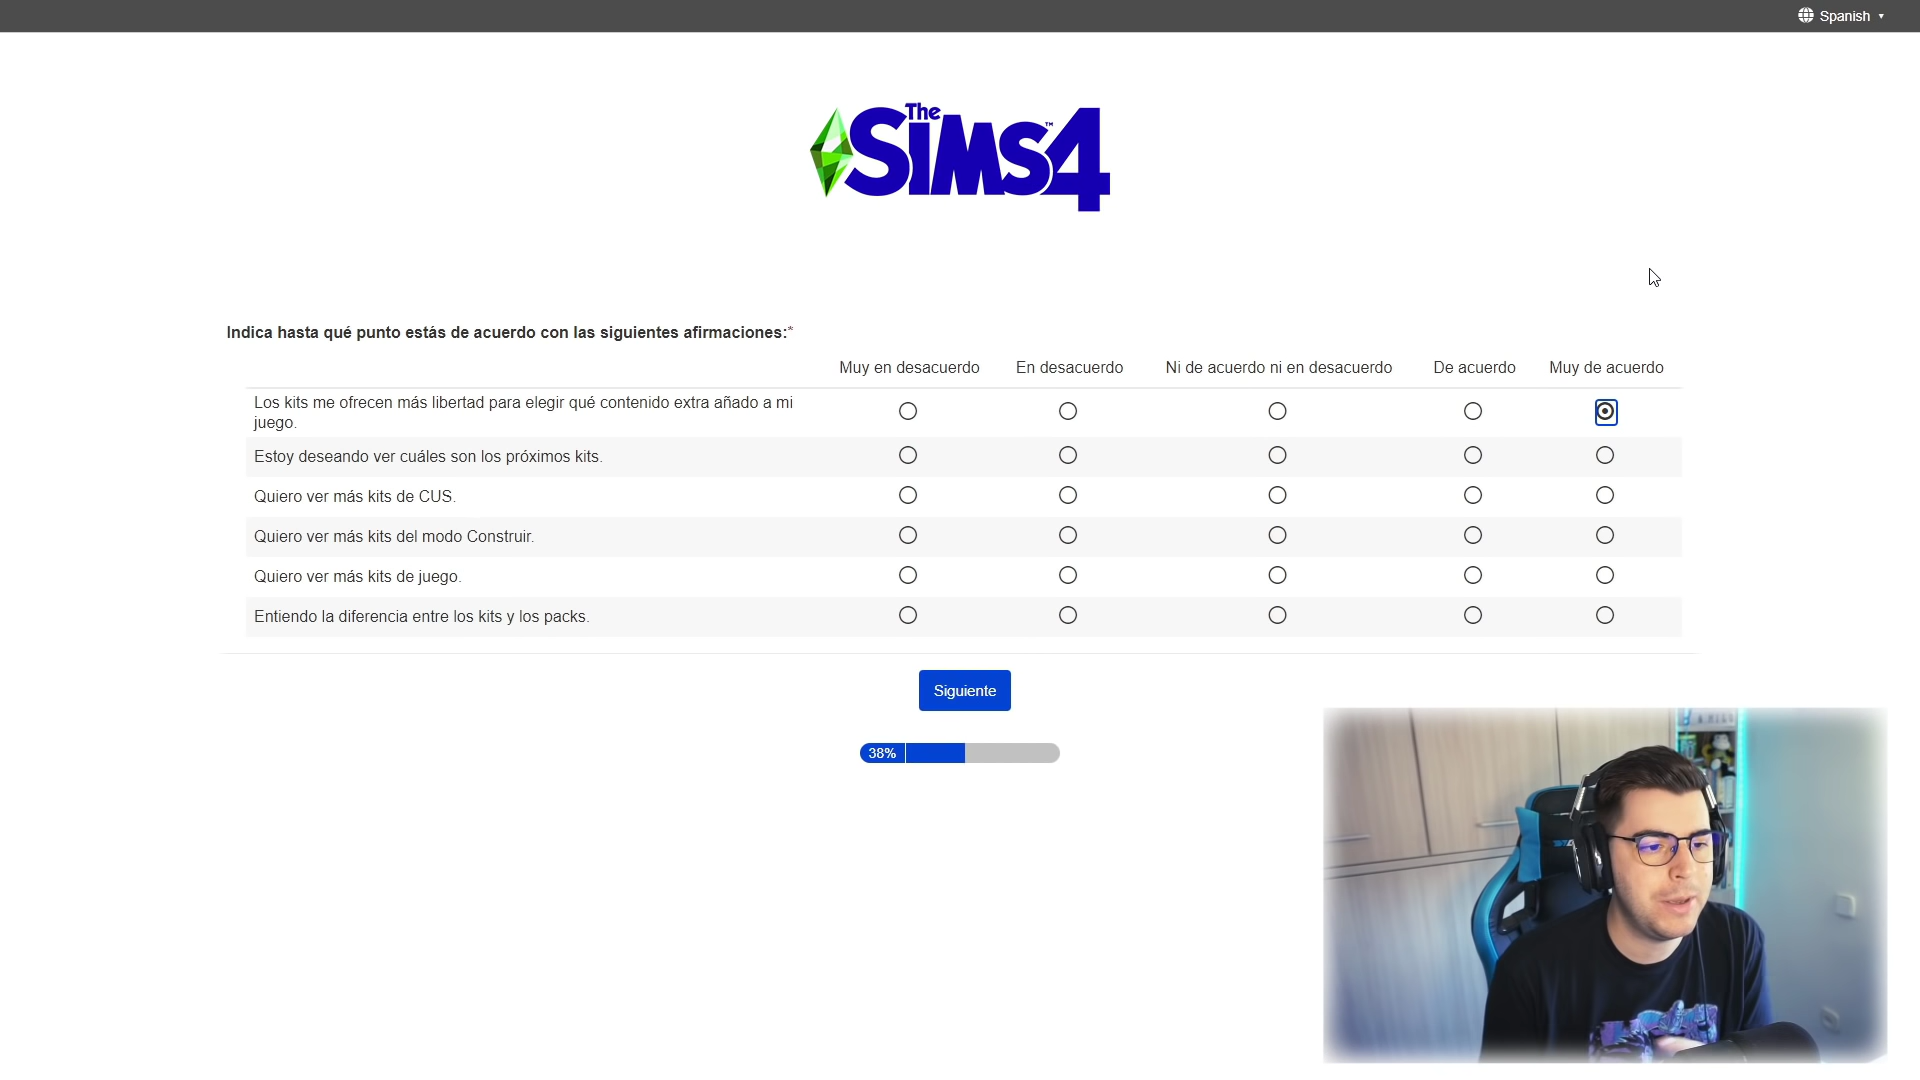 Spanish
The Sims 4™
Indica hasta qué punto estás de acuerdo con las siguientes afirmaciones:*
Muy en desacuerdo En desacuerdo Ni de acuerdo ni en desacuerdo De acuerdo Muy de acuerdo
Los kits me ofrecen más libertad para elegir qué contenido extra añado a mi
juego.
Estoy deseando ver cuáles son los próximos kits.
Quiero ver más kits de CUS.
Quiero ver más kits del modo Construir.
Quiero ver más kits de juego.
Entiendo la diferencia entre los kits y los packs.
Siguiente
38%